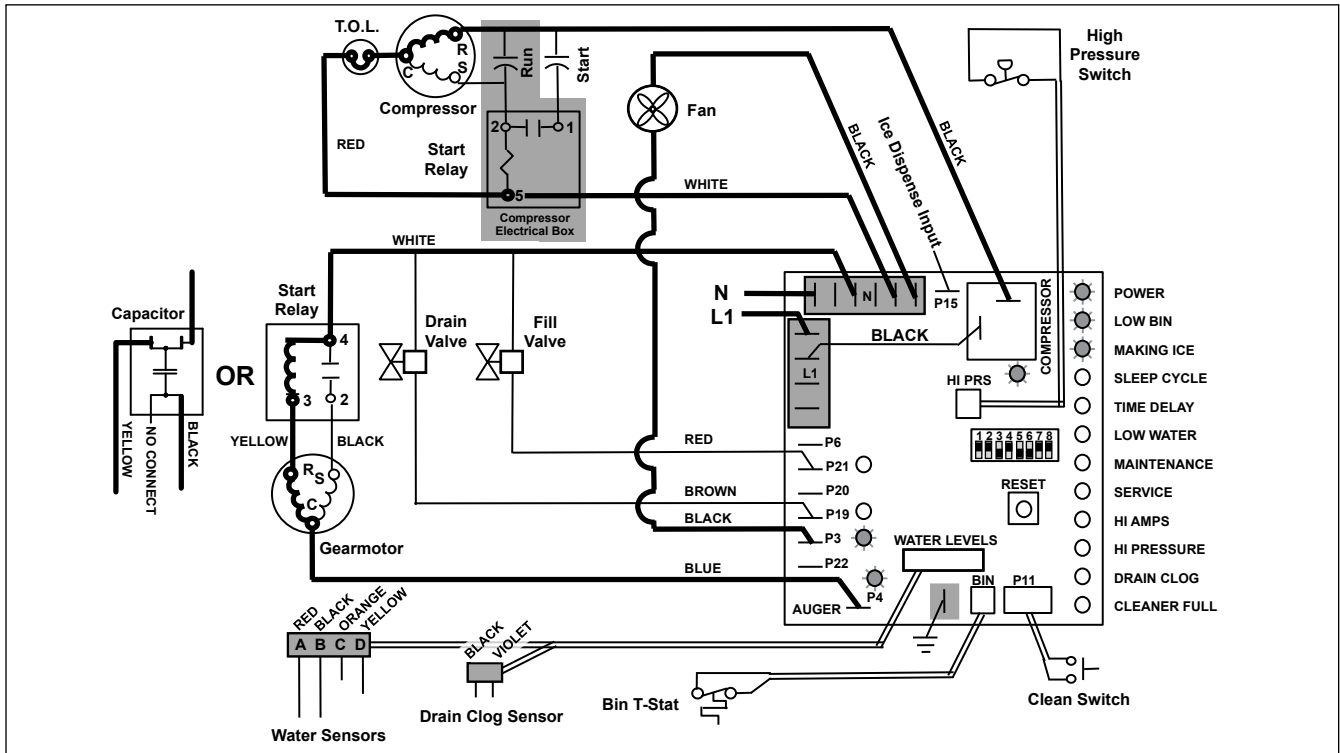 T.O.L.
R
S
C
Compressor
Run
Start
High
Pressure
Switch
Fan
2
1
Start
Relay
5
Compressor
Electrical Box
RED
WHITE
BLACK
Ice Dispense Input
BLACK
WHITE
Capacitor
YELLOW
NO CONNECT
BLACK
OR
Start
Relay
4
3
2
YELLOW
BLACK
R
S
C
Gearmotor
Drain
Valve
Fill
Valve
N
L1
N
P15
BLACK
L1
COMPRESSOR
HI PRS
1 2 3 4 5 6 7 8
RESET
POWER
LOW BIN
MAKING ICE
SLEEP CYCLE
TIME DELAY
LOW WATER
MAINTENANCE
SERVICE
HI AMPS
HI PRESSURE
DRAIN CLOG
CLEANER FULL
RED
P6
P21
P20
BROWN
P19
BLACK
P3
P22
BLUE
P4
AUGER
WATER LEVELS
BIN
P11
RED
BLACK
ORANGE
YELLOW
A B C D
Water Sensors
BLACK
VIOLET
Drain Clog Sensor
Bin T-Stat
Clean Switch